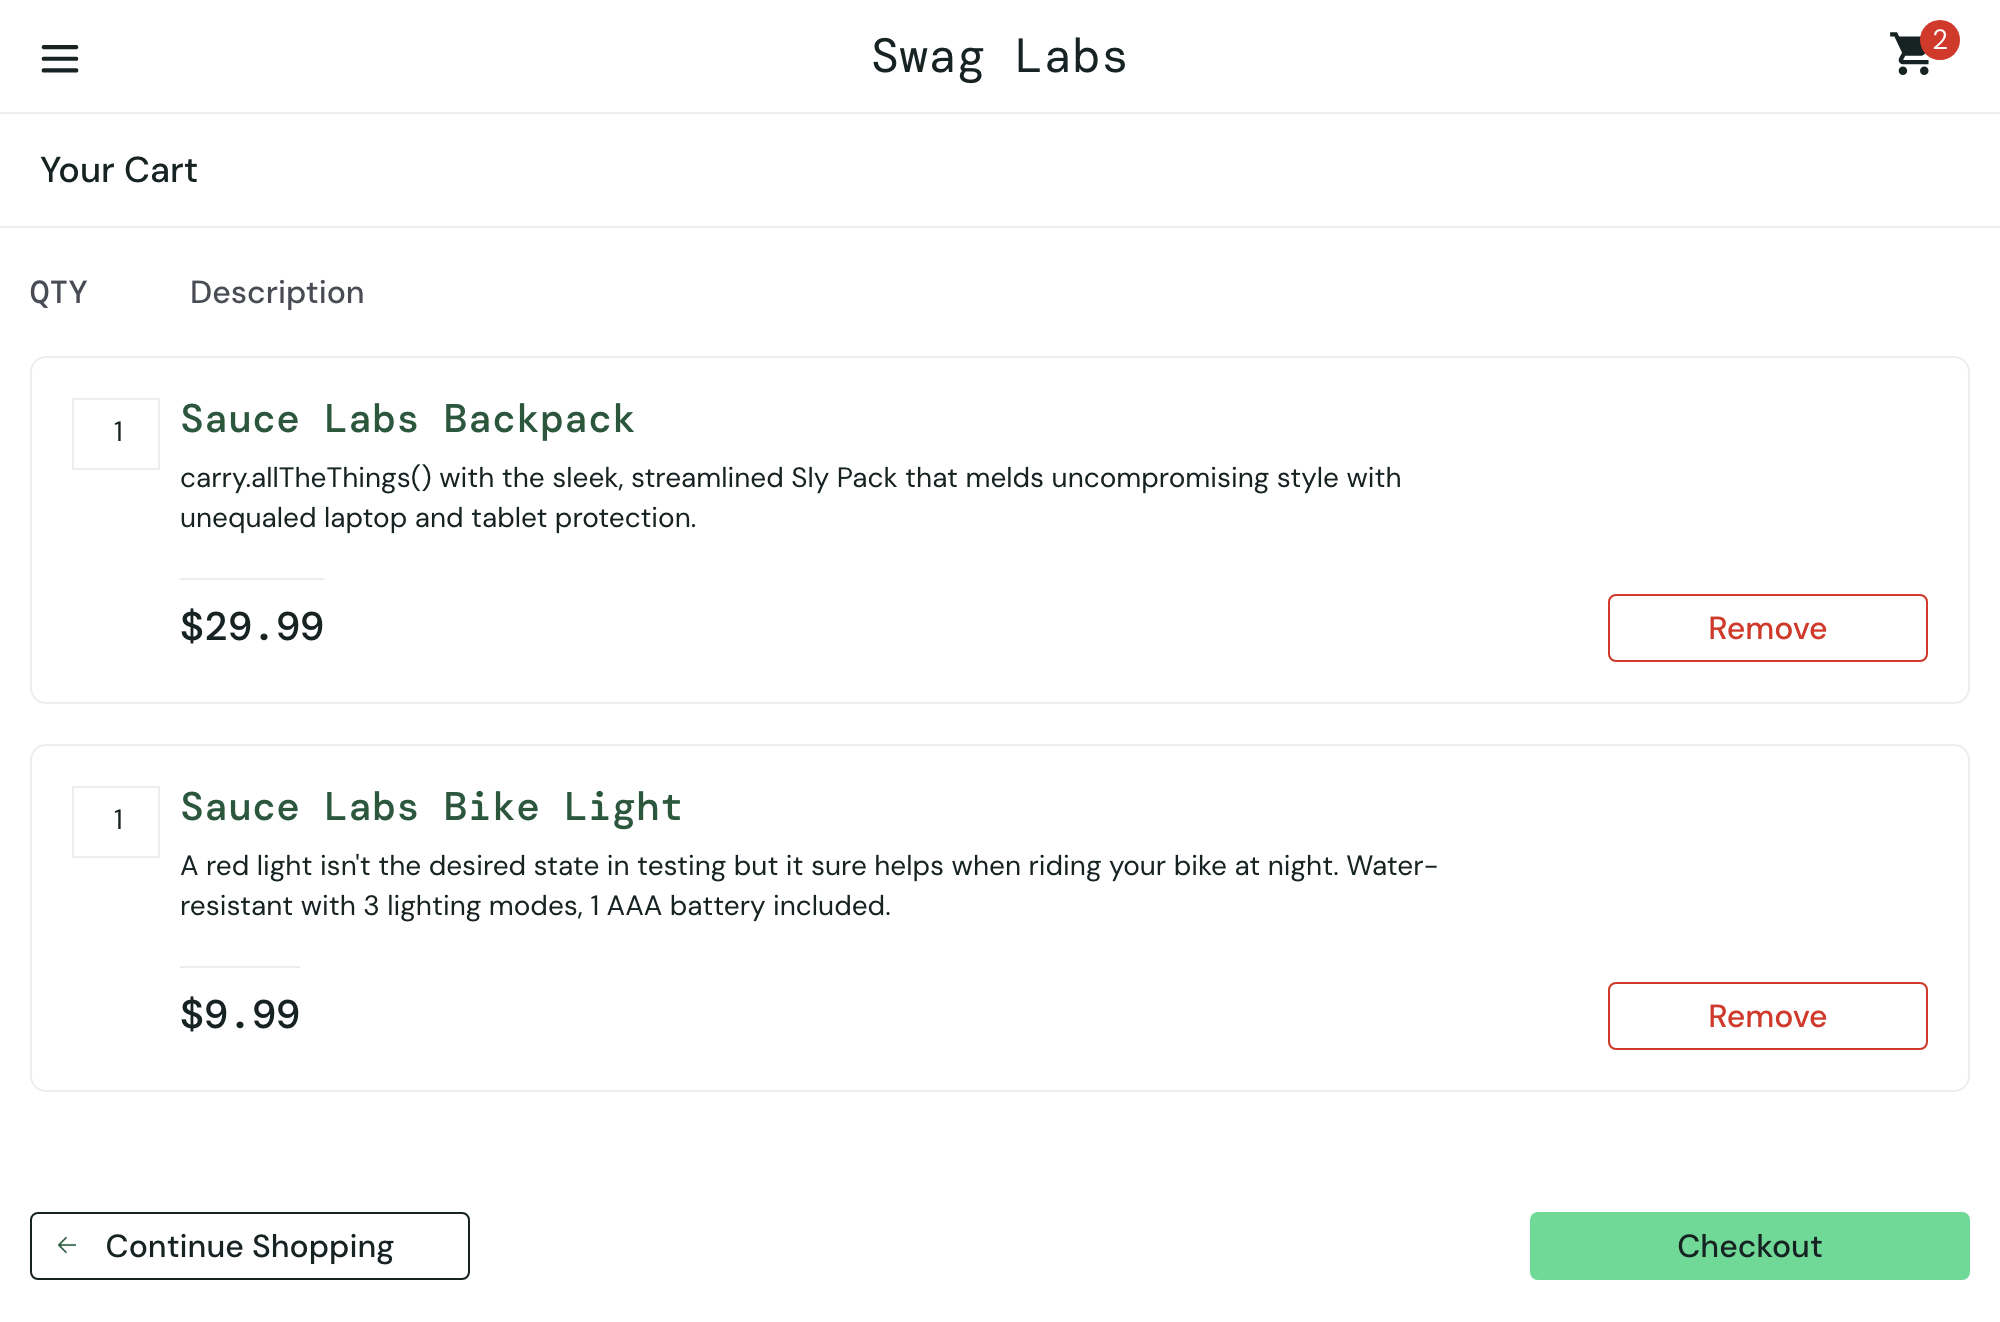 Swag Labs
2
Your Cart
QTY
Description
1
Sauce Labs Backpack
carry.allTheThings() with the sleek, streamlined Sly Pack that melds uncompromising style with
unequaled laptop and tablet protection.
$29.99
Remove
1
Sauce Labs Bike Light
A red light isn't the desired state in testing but it sure helps when riding your bike at night. Water-
resistant with 3 lighting modes, 1 AAA battery included.
$9.99
Remove
Continue Shopping
Checkout